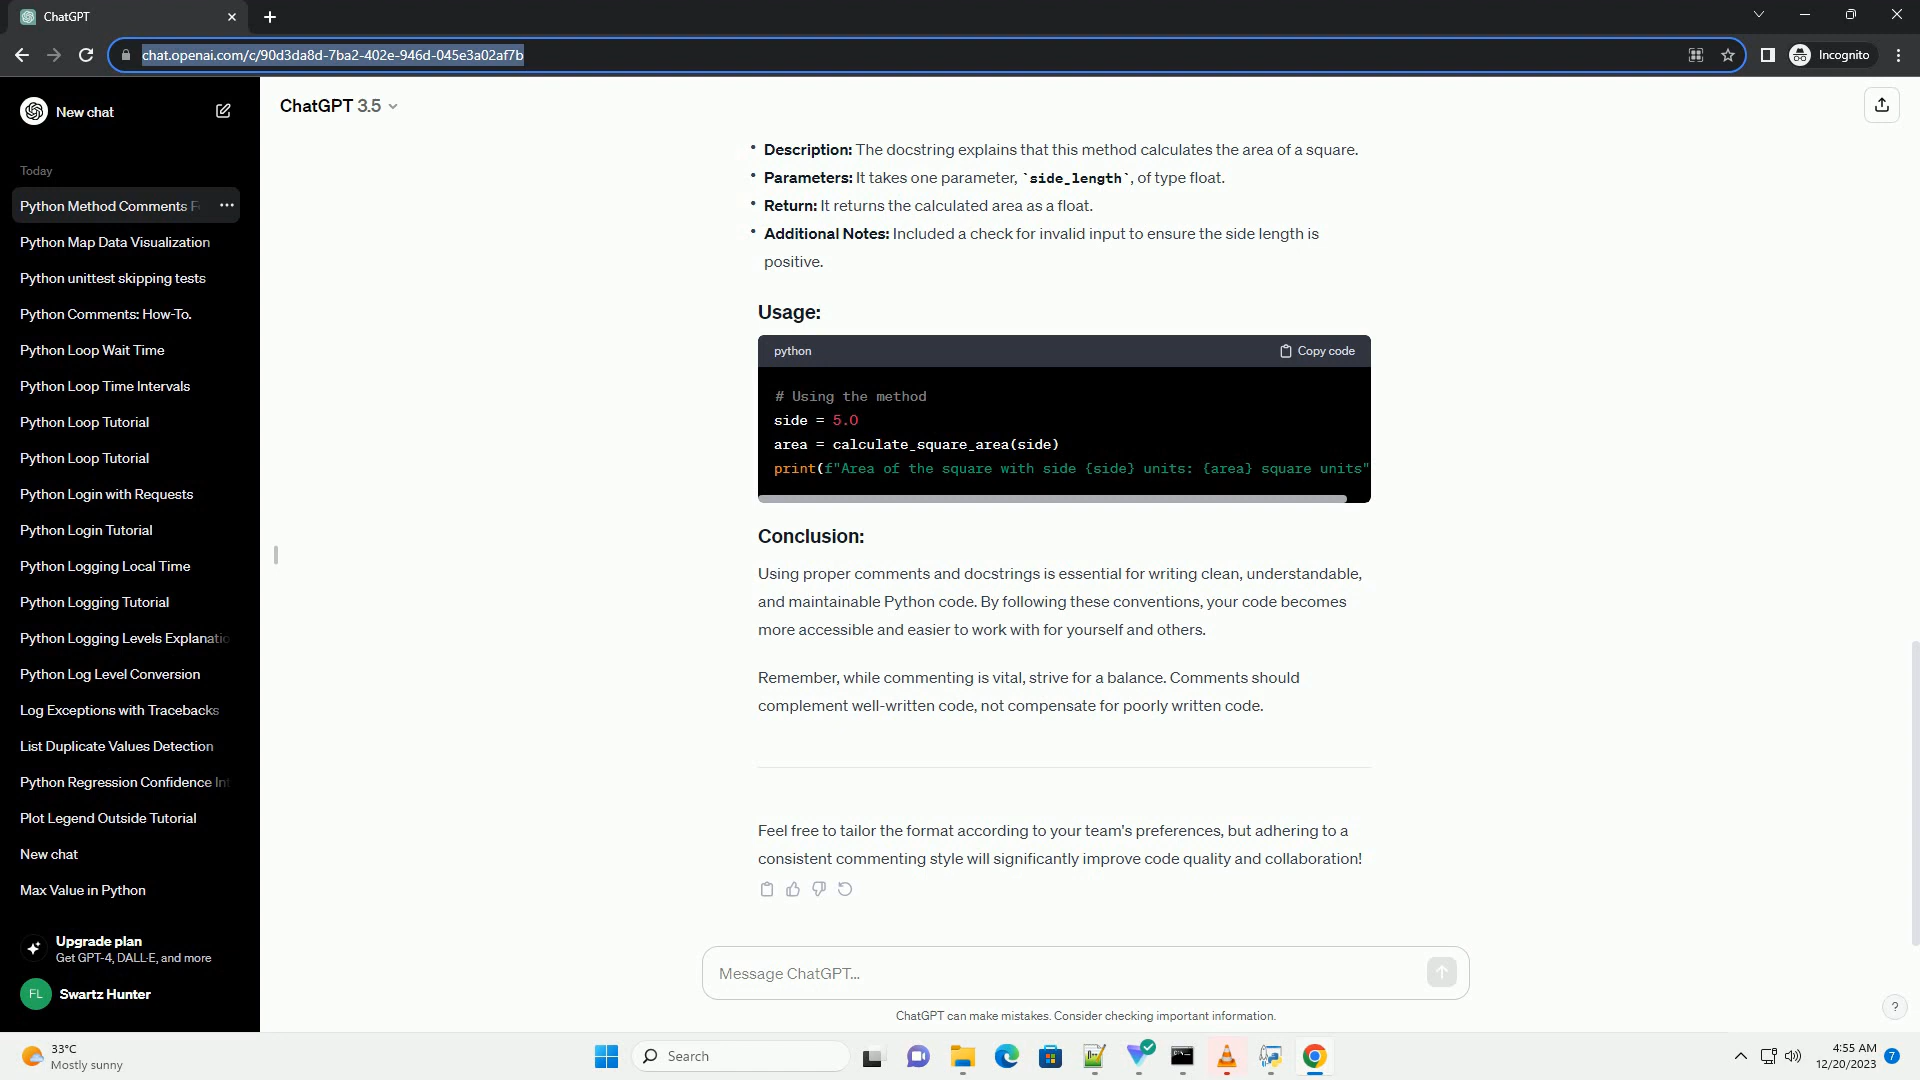 ChatGPT
chat.openai.com/c/90d3da8d-7ba2-402e-946d-045e3a02af7b
Incognito
New chat
Today
Python Method Comments F
Python Map Data Visualization
Python unittest skipping tests
Python Comments: How-To.
Python Loop Wait Time
Python Loop Time Intervals
Python Loop Tutorial
Python Loop Tutorial
Python Login with Requests
Python Login Tutorial
Python Logging Local Time
Python Logging Tutorial
Python Logging Levels Explanatio
Python Log Level Conversion
Log Exceptions with Tracebacks
List Duplicate Values Detection
Python Regression Confidence Int
Plot Legend Outside Tutorial
New chat
Max Value in Python
Upgrade plan
Get GPT-4, DALL·E, and more
FL
Swartz Hunter
ChatGPT 3.5
• Description: The docstring explains that this method calculates the area of a square.
• Parameters: It takes one parameter, `side_length`, of type float.
• Return: It returns the calculated area as a float.
• Additional Notes: Included a check for invalid input to ensure the side length is
positive.
Usage:
python
Copy code
# Using the method
side = 5.0
area = calculate_square_area(side)
print(f"Area of the square with side {side} units: {area} square units"
Conclusion:
Using proper comments and docstrings is essential for writing clean, understandable,
and maintainable Python code. By following these conventions, your code becomes
more accessible and easier to work with for yourself and others.
Remember, while commenting is vital, strive for a balance. Comments should
complement well-written code, not compensate for poorly written code.
Feel free to tailor the format according to your team's preferences, but adhering to a
consistent commenting style will significantly improve code quality and collaboration!
Message ChatGPT...
ChatGPT can make mistakes. Consider checking important information.
?
33°C
Mostly sunny
Search
4:55 AM
12/20/2023
7